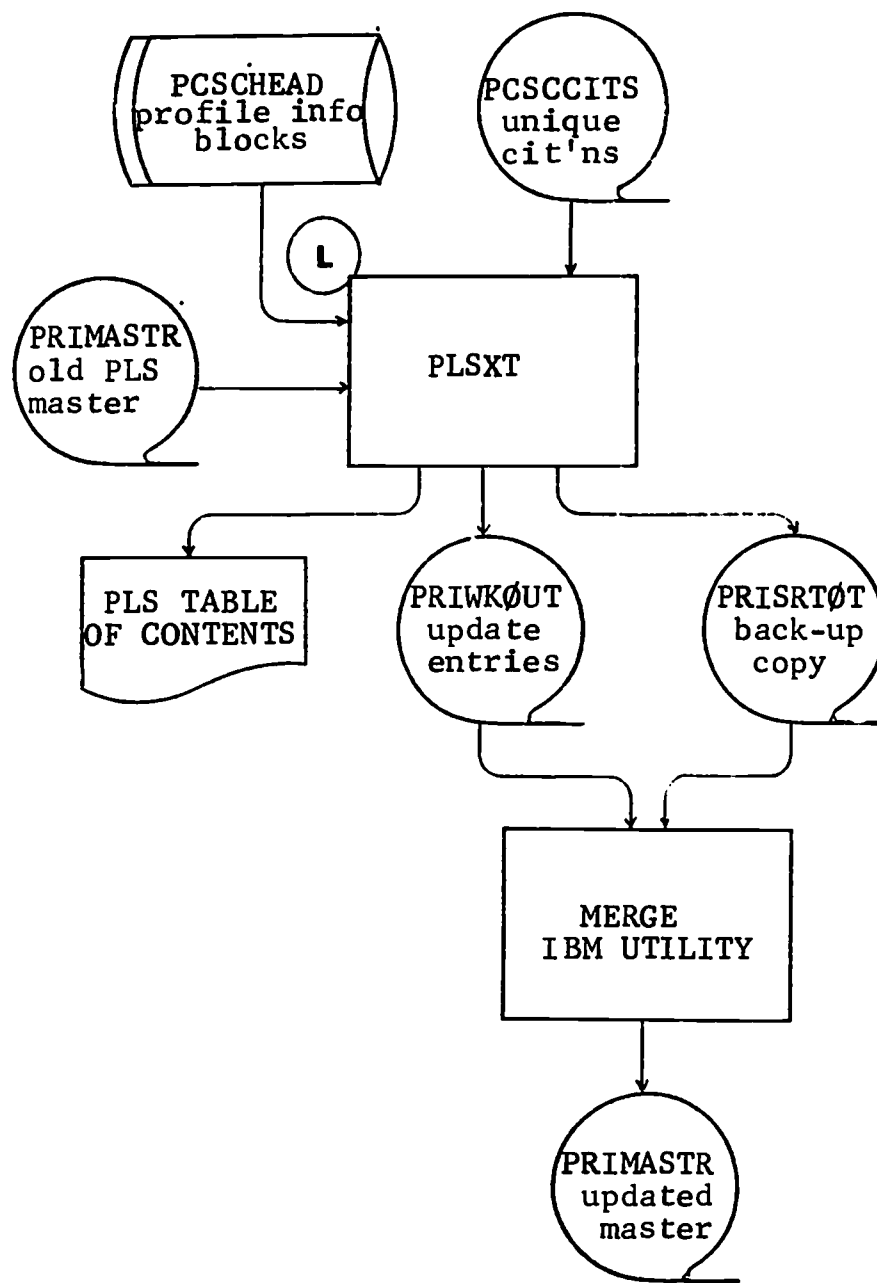 PCSCHEAD
profile info
blocks
PCSCCITS
unique
cit'ns
L
PRIMASTR
old PLS
master
PLSXT
PLS TABLE
OF CONTENTS
PRIWKØUT
update
entries
PRISRTØT
back-up
copy
MERGE
IBM UTILITY
PRIMASTR
updated
master